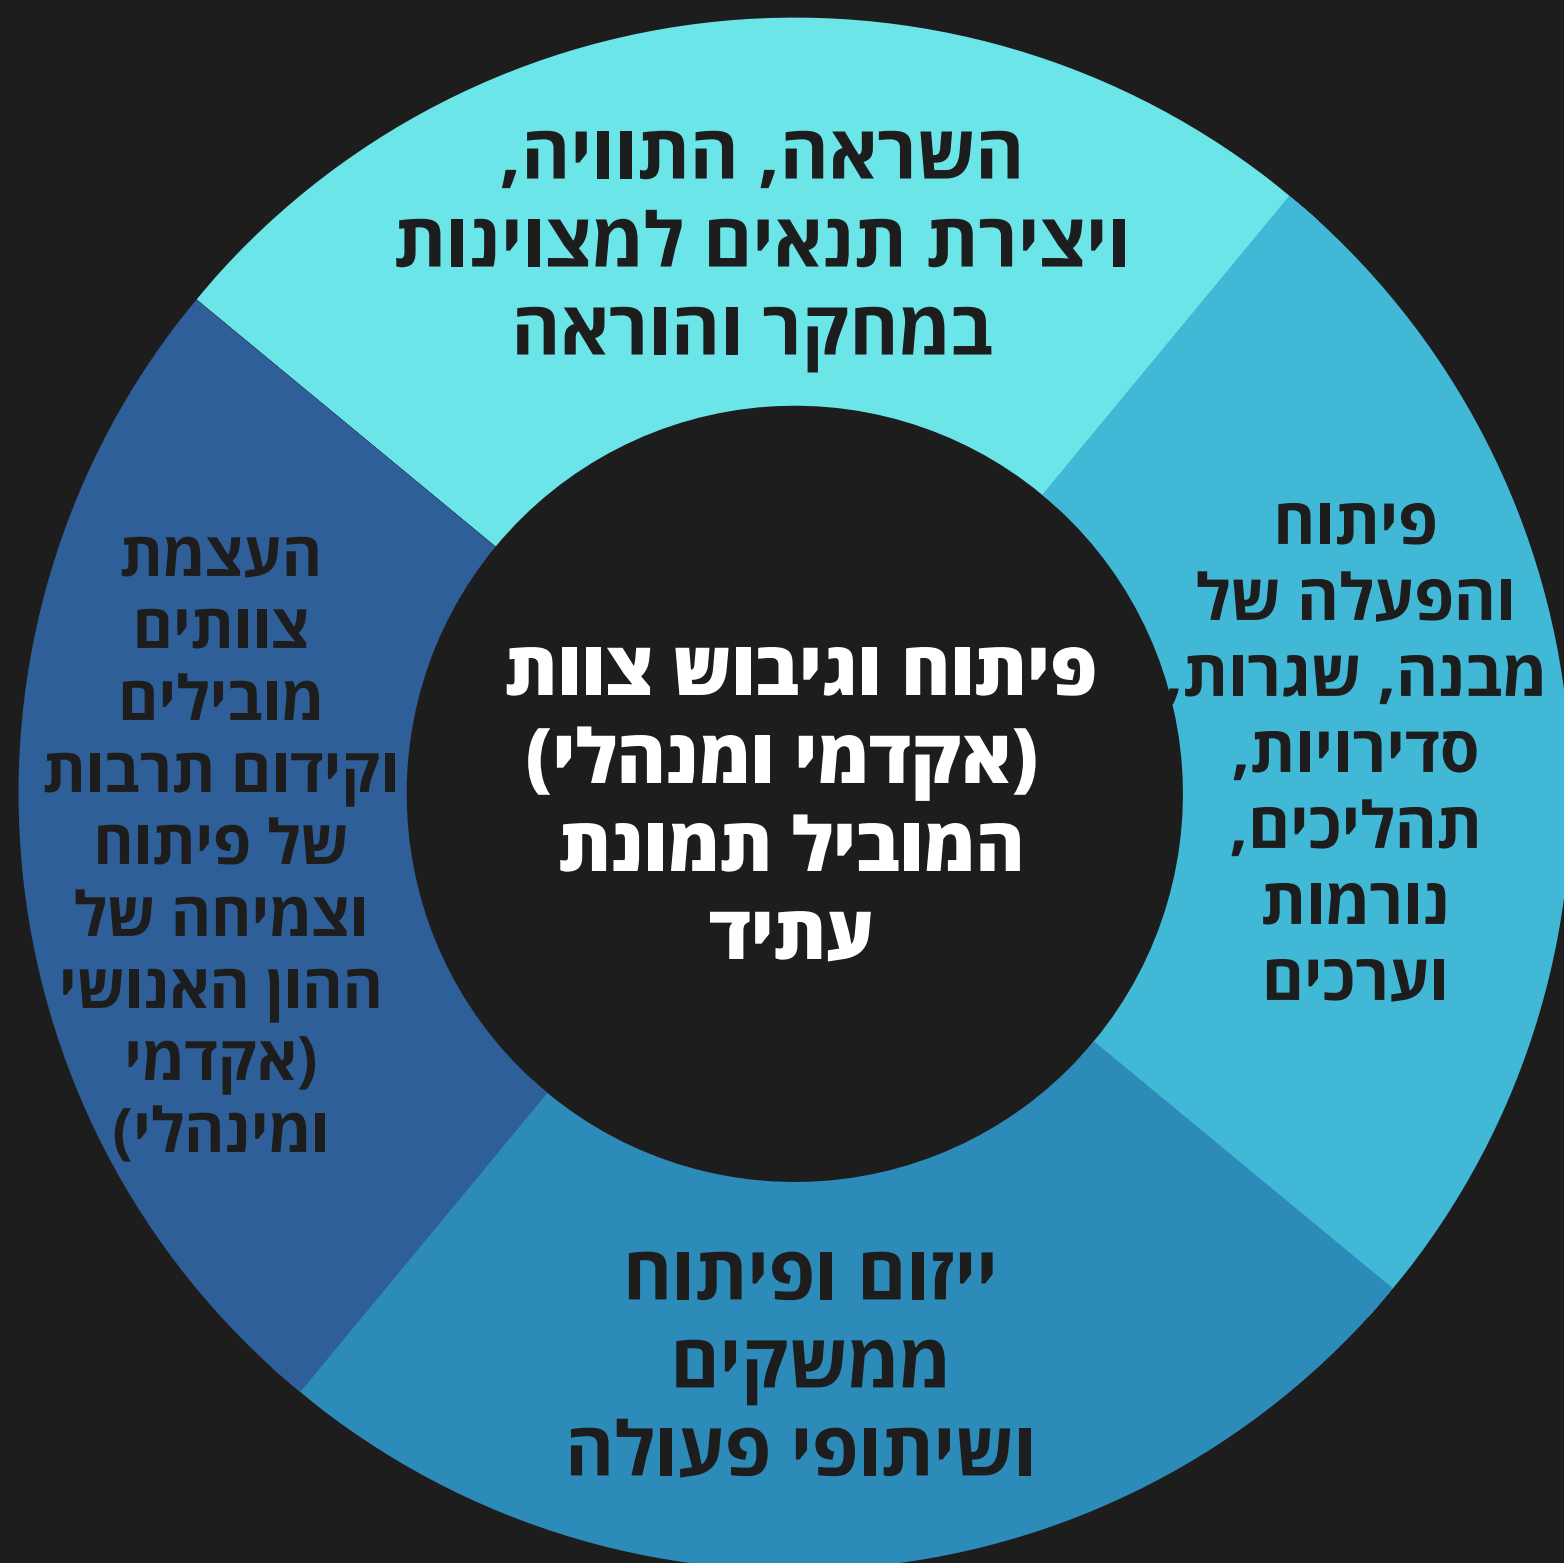 השראה, התוויה,
ויצירת תנאים למצוינות
במחקר והוראה
פיתוח
והפעלה של
מבנה, שגרות,
סדירויות,
תהליכים,
נורמות
וערכים
ייזום ופיתוח
ממשקים
ושיתופי פעולה
העצמת
צוותים
מובילים
וקידום תרבות
של פיתוח
וצמיחה של
ההון האנושי
(אקדמי
ומינהלי)
פיתוח וגיבוש צוות
(אקדמי ומנהלי)
המוביל תמונת
עתיד